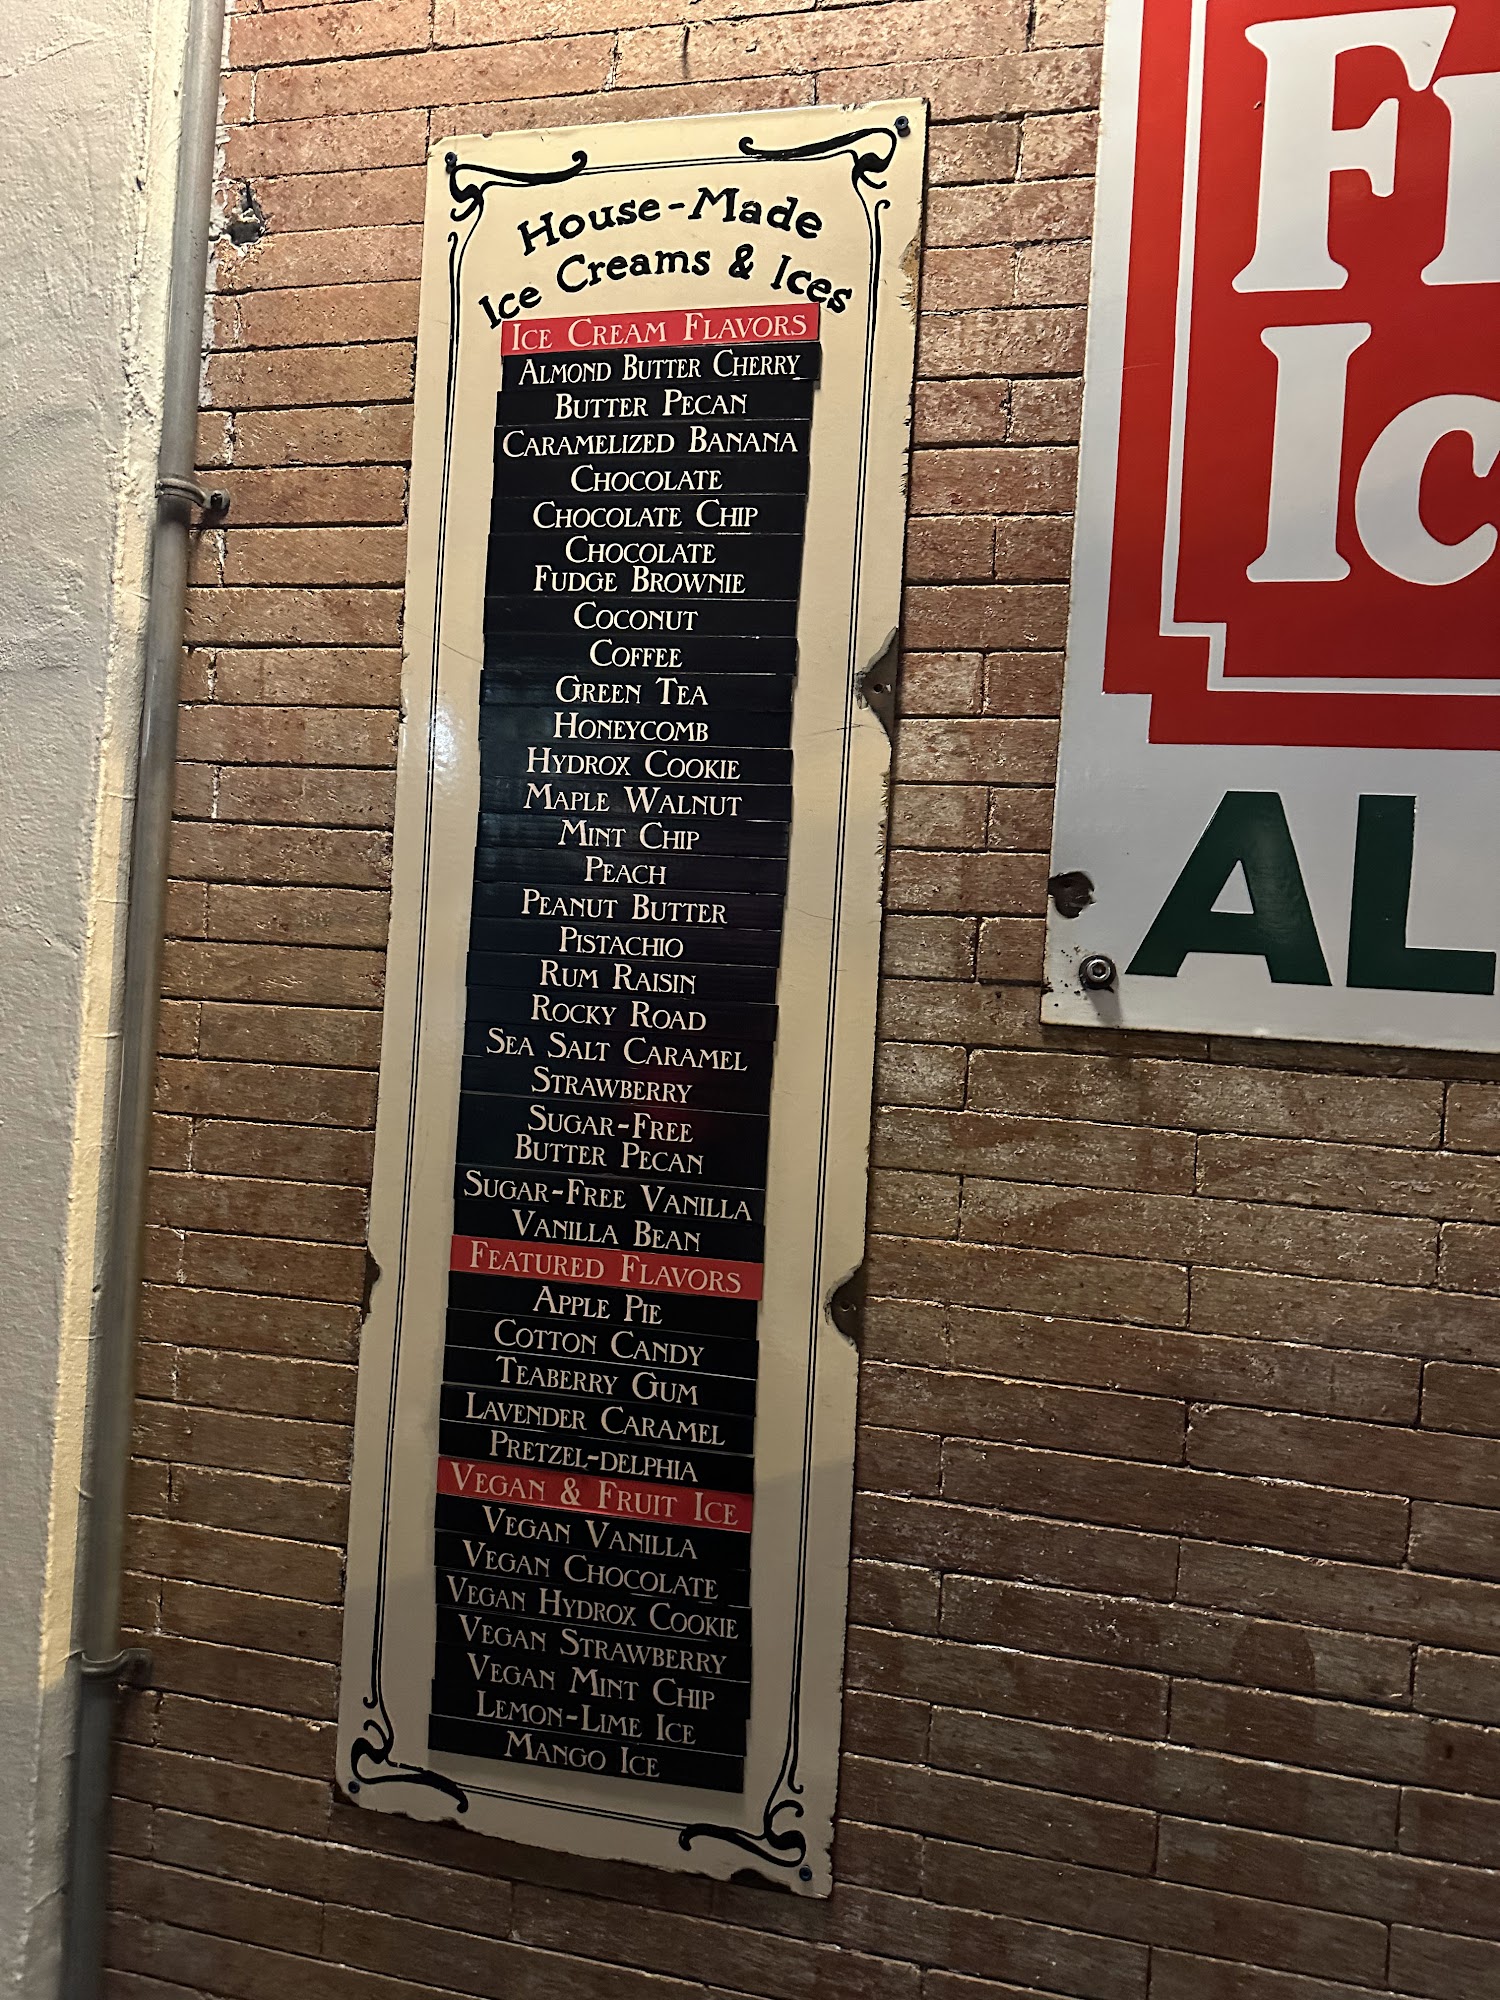 House-Made
Ice Creams & Ices
Ice Cream Flavors
Almond Butter Cherry
Butter Pecan
Caramelized Banana
Chocolate
Chocolate Chip
Chocolate
Fudge Brownie
Coconut
Coffee
Green Tea
Honeycomb
Hydrox Cookie
Maple Walnut
Mint Chip
Peach
Peanut Butter
Pistachio
Rum Raisin
Rocky Road
Sea Salt Caramel
Strawberry
Sugar-Free
Butter Pecan
Sugar-Free Vanilla
Vanilla Bean
Featured Flavors
Apple Pie
Cotton Candy
Teaberry Gum
Lavender Caramel
Pretzel-delphia
Vegan & Fruit Ice
Vegan Vanilla
Vegan Chocolate
Vegan Hydrox Cookie
Vegan Strawberry
Vegan Mint Chip
Lemon-Lime Ice
Mango Ice
Ic
AL